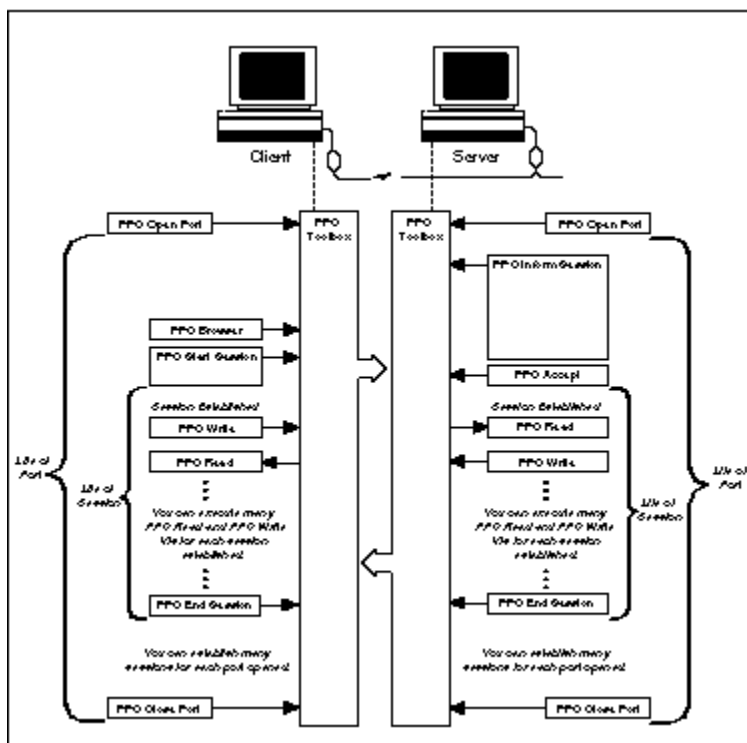 Client
Server
PPC Open Port
PPC Toolbox
PPC Toolbox
PPC Open Port
PPC Inform Session
PPC Browser
PPC Start Session
PPC Accept
Session Established
Session Established
PPC Write
PPC Read
PPC Read
PPC Write
Life of
Port
Life of
Session
Life of
Session
Life of
Port
You can execute many
PPC Read and PPC Write
VIs for each session
established.
You can execute many
PPC Read and PPC Write
VIs for each session
established.
PPC End Session
PPC End Session
You can establish many
sessions for each port opened.
You can establish many
sessions for each port opened.
PPC Close Port
PPC Close Port